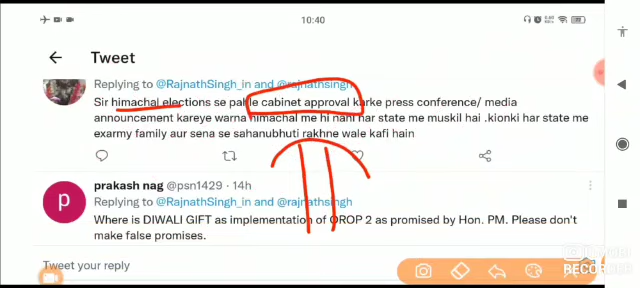 10:40
Tweet
Replying to @RajnathSingh_in and @rajnathsingh
Sir himachal elections se pahle cabinet approval karke press conference/ media
announcement kareye warna himachal me hi nahi har state me muskil hai .kionki har state me
exarmy family aur sena se sahanubhuti rakhne wale kafi hain
prakash nag @psn1429 · 14h
p
Replying to @RajnathSingh_in and @rajnathsingh
Where is DIWALI GIFT as implementation of OROP 2 as promised by Hon. PM. Please don't
make false promises.
Tweet your reply
RECORDER